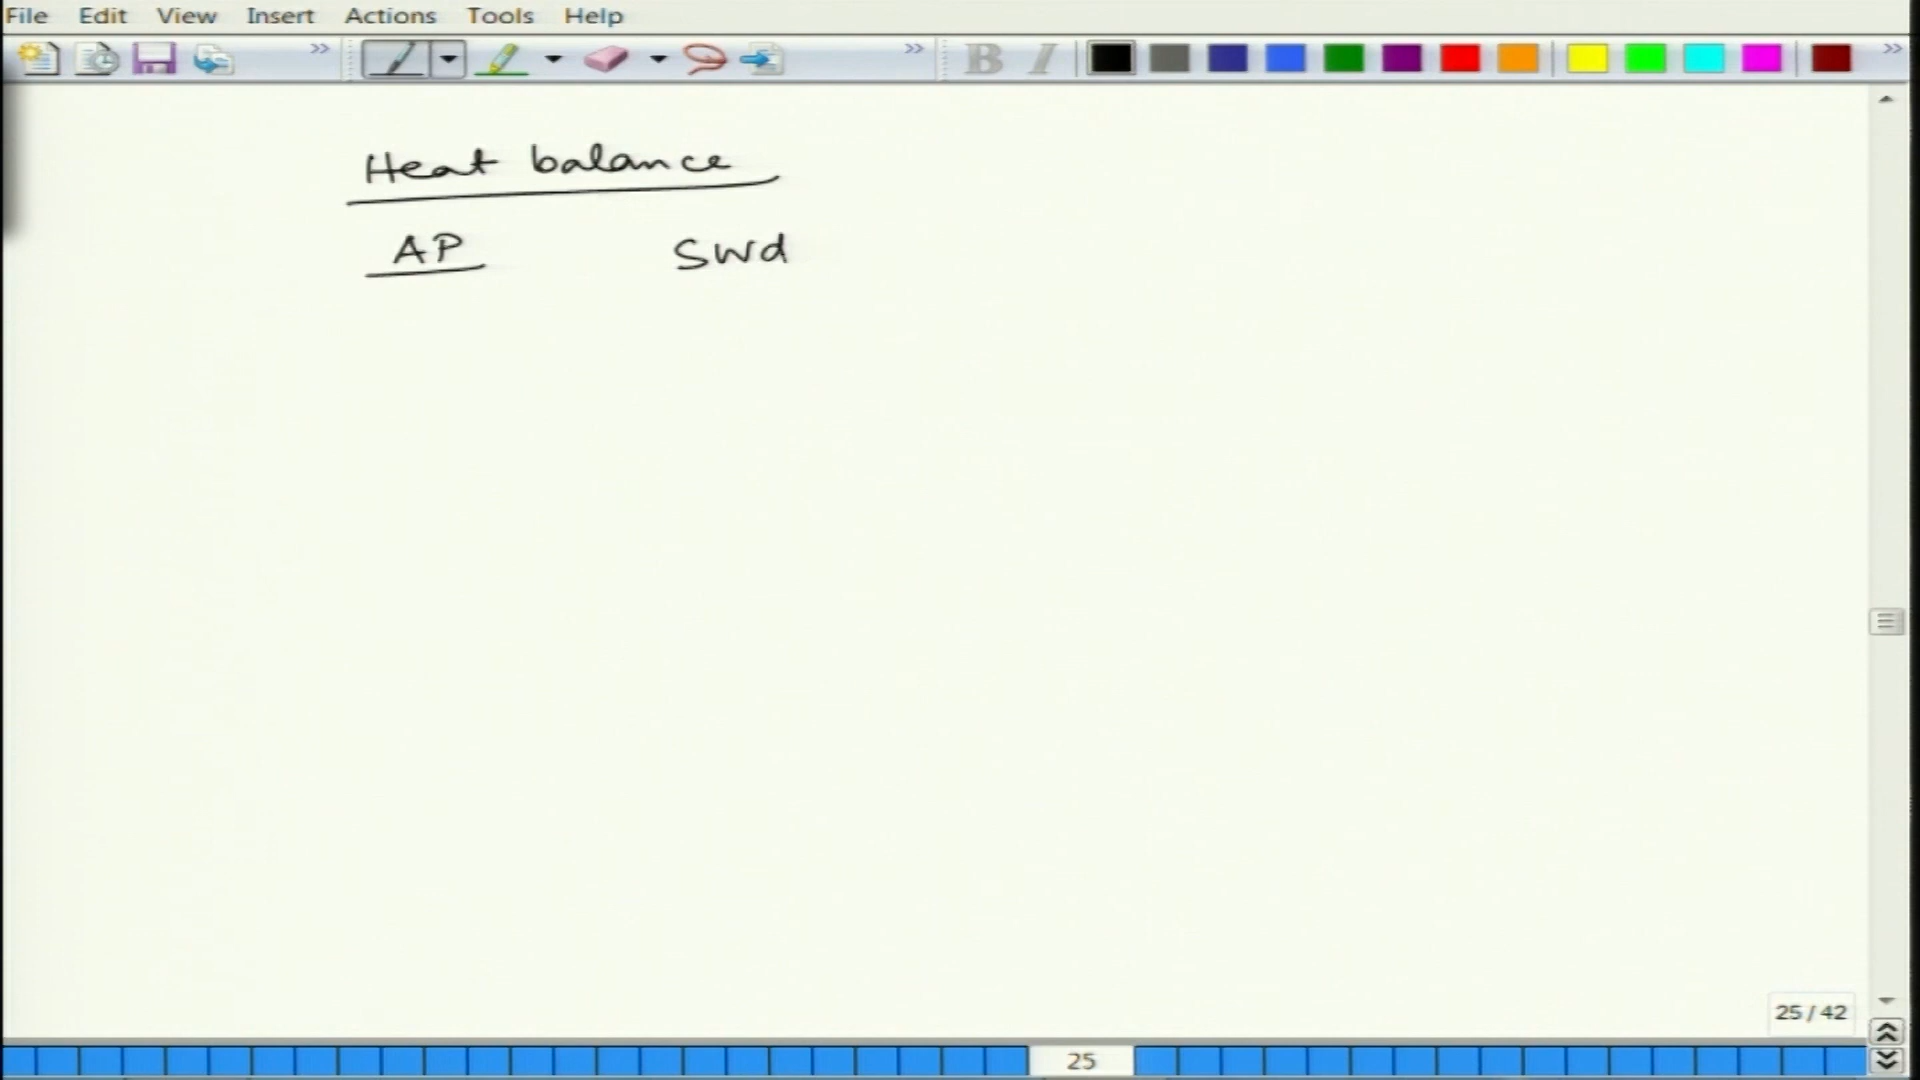 File Edit View Insert Actions Tools Help
B I
Heat balance
AP Swd
25 / 42
25